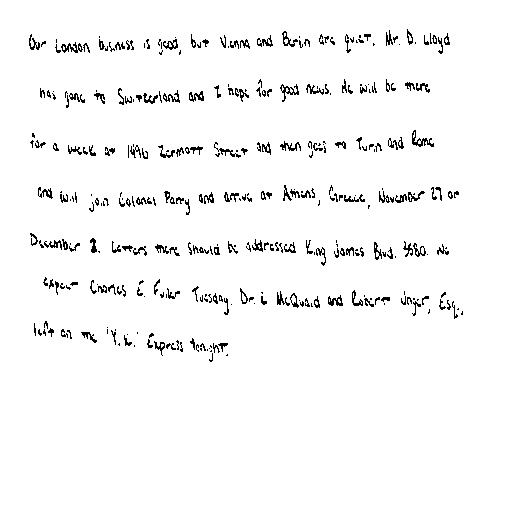 Our London business is good, but Vienna and Berlin are quiet. Mr. D. Lloyd
has gone to Switzerland and I hope for good news. He will be there
for a week at 1496 Zermott Street and then goes to Turin and Rome
and will join Colonel Parry and arrive at Athens, Greece, November 27 or
December 2. Letters there should be addressed King James Blvd. 3580. We
expect Charles E. Fuller Tuesday. Dr. L McQuaid and Robert Unger, Esq.,
left on the 'Y.X.' Express tonight.